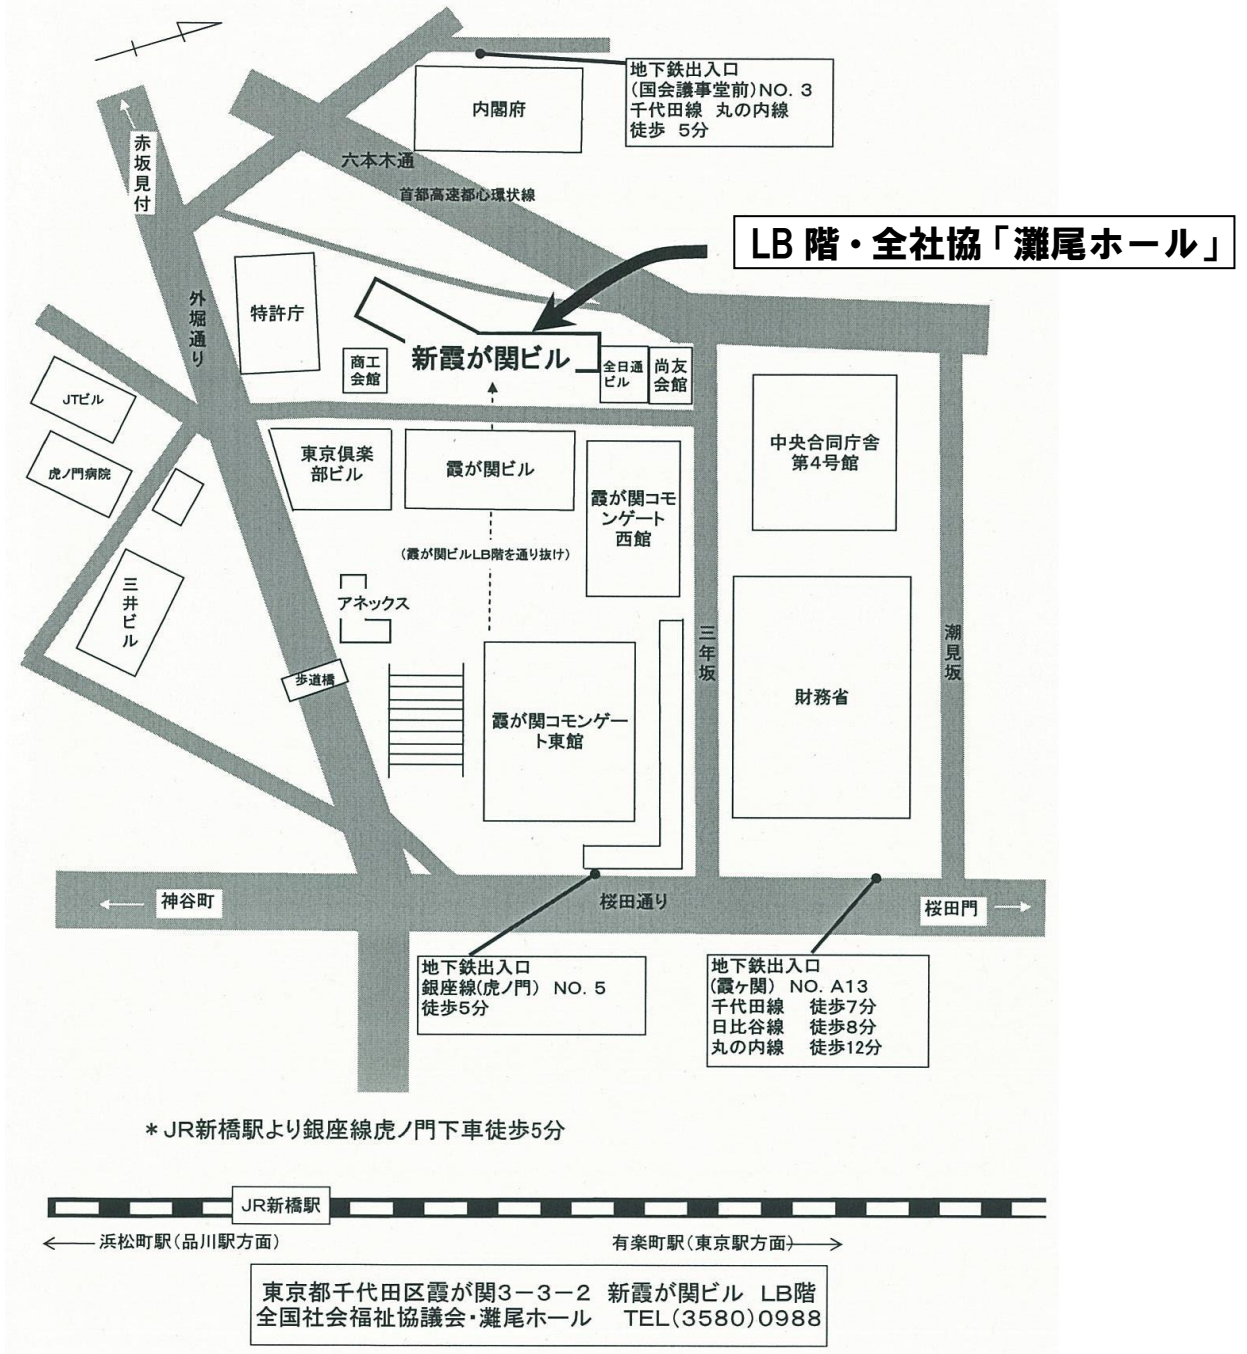 地下鉄出入口
(国会議事堂前)NO. 3
千代田線 丸の内線
徒歩 5分
内閣府
赤坂見付
六本木通
首都高速都心環状線
LB 階・全社協「灘尾ホール」
外堀通り
特許庁
商工
会館
新霞が関ビル
全日通
ビル
尚友
会館
JTビル
虎ノ門病院
東京倶楽
部ビル
霞が関ビル
霞が関コモ
ンゲート
西館
中央合同庁舎
第4号館
(霞が関ビルLB階を通り抜け)
三井ビル
アネックス
三年坂
潮見坂
歩道橋
霞が関コモンゲー
ト東館
財務省
神谷町
桜田通り
桜田門
地下鉄出入口
銀座線(虎ノ門) NO. 5
徒歩5分
地下鉄出入口
(霞ヶ関) NO. A13
千代田線 徒歩7分
日比谷線 徒歩8分
丸の内線 徒歩12分
＊JR新橋駅より銀座線虎ノ門下車徒歩5分
JR新橋駅
浜松町駅(品川駅方面)
有楽町駅(東京駅方面)
東京都千代田区霞が関3－3－2 新霞が関ビル LB階
全国社会福祉協議会・灘尾ホール TEL(3580)0988